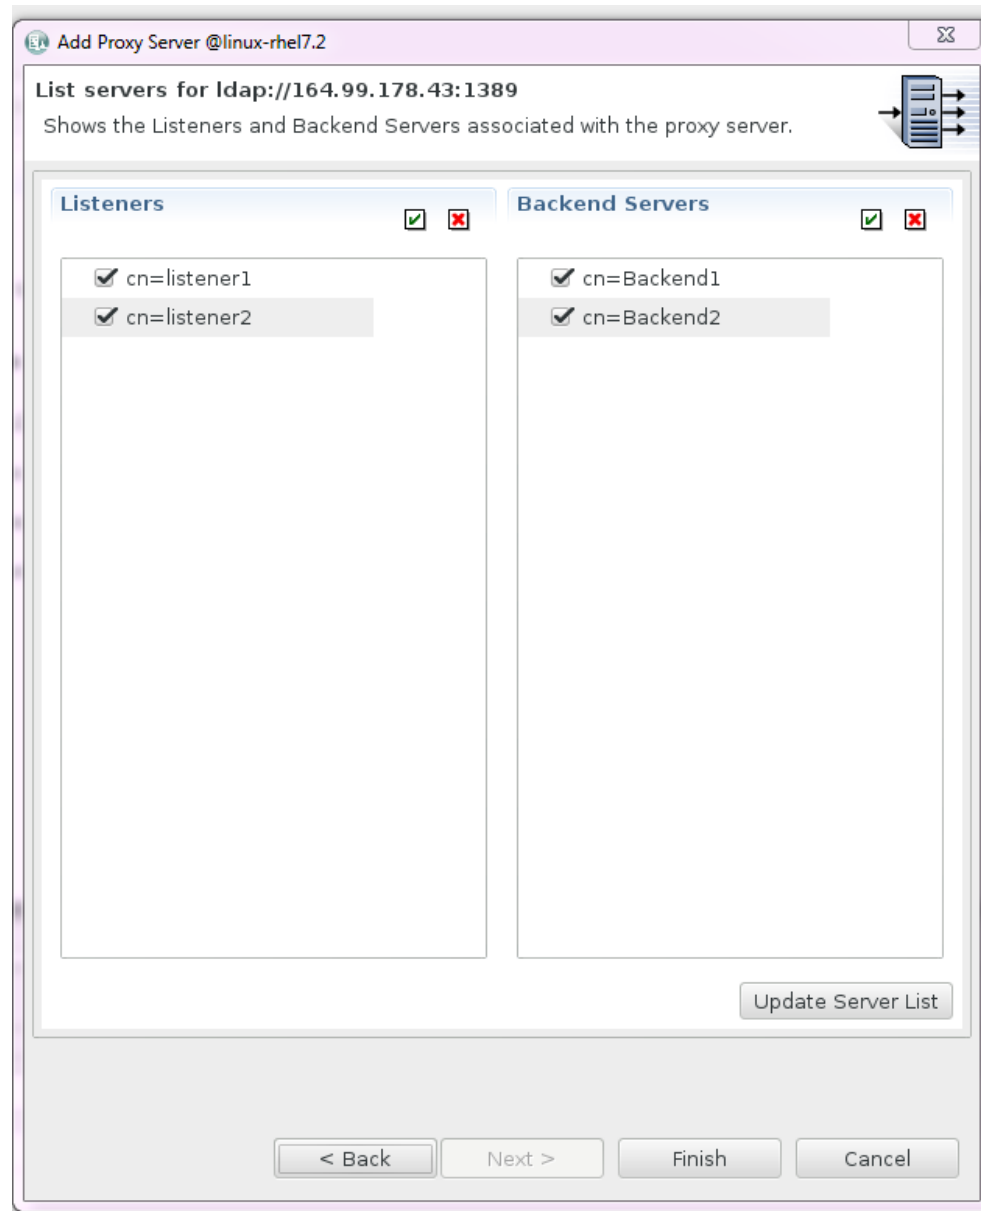 Add Proxy Server @linux-rhel7.2
List servers for ldap://164.99.178.43:1389
Shows the Listeners and Backend Servers associated with the proxy server.
Listeners
cn=listener1
cn=listener2
Backend Servers
cn=Backend1
cn=Backend2
Update Server List
< Back
Next >
Finish
Cancel